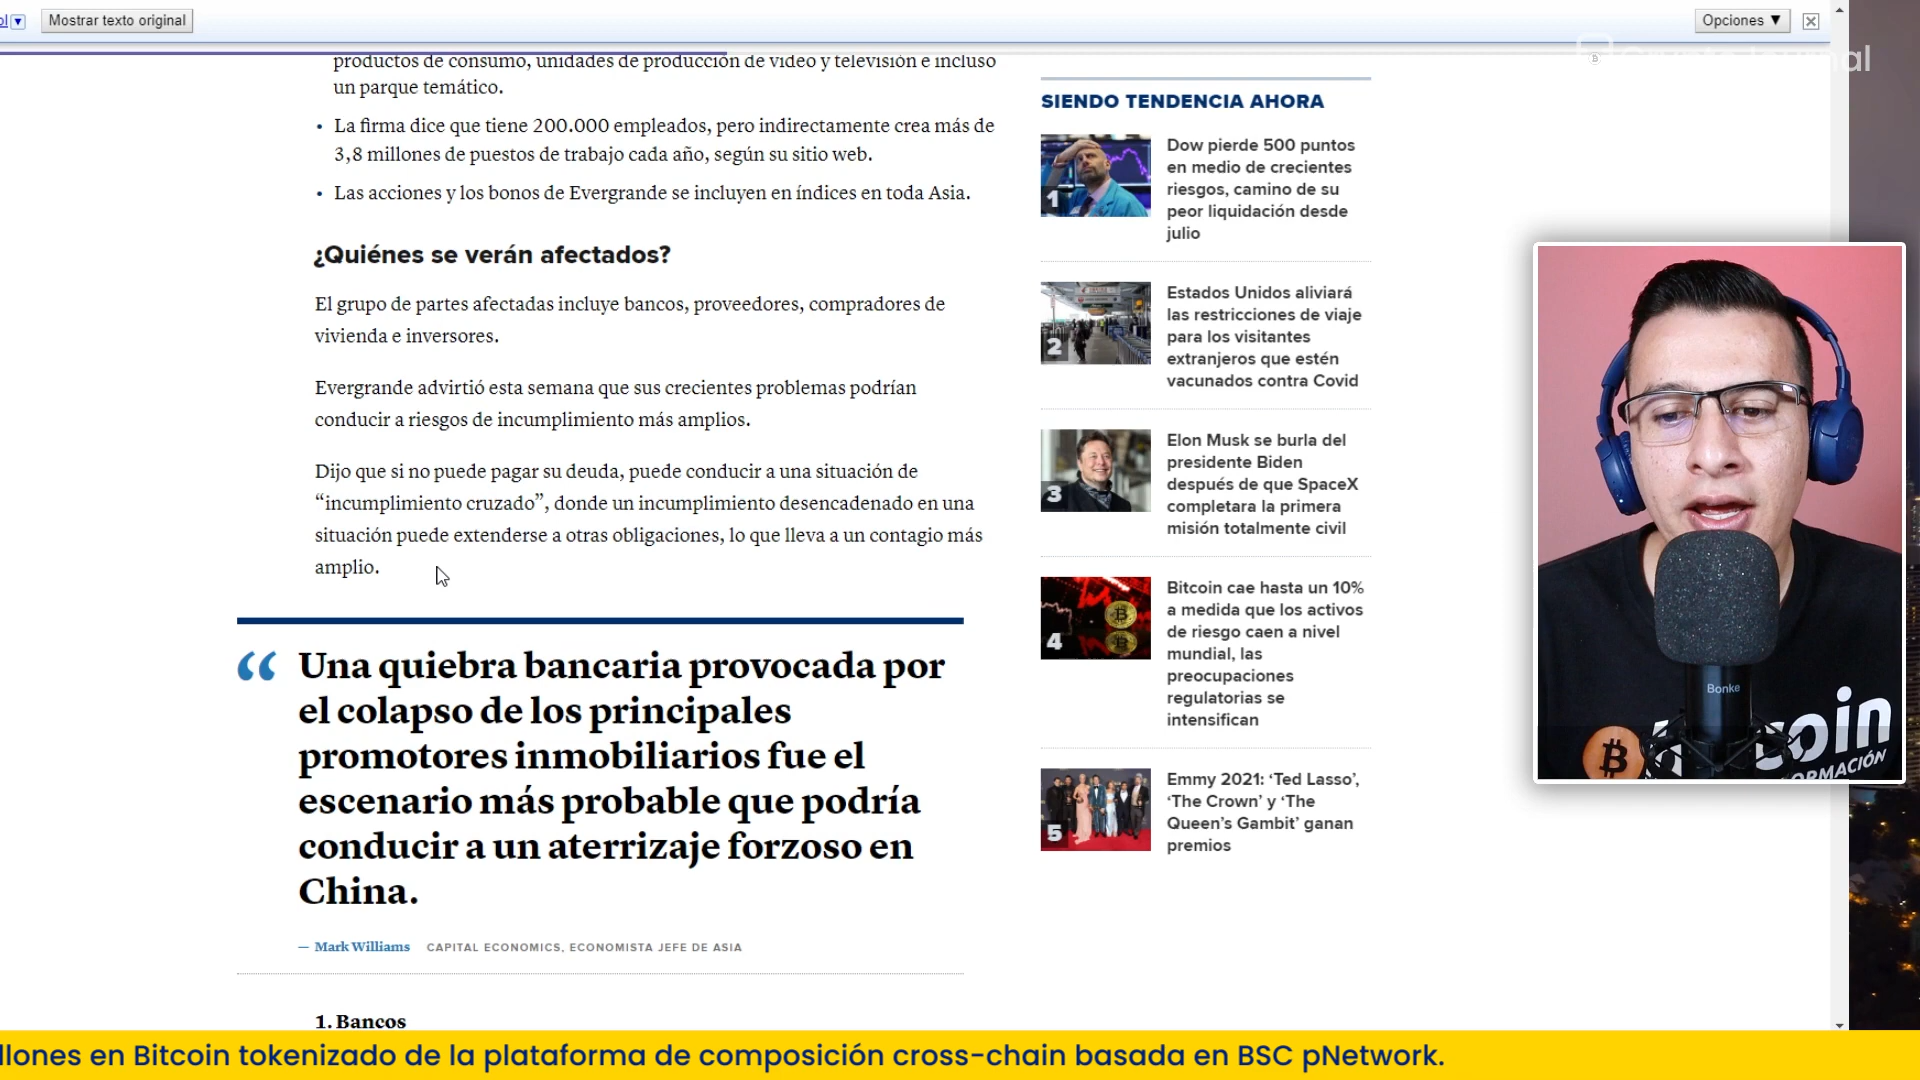 ol
Mostrar texto original
Opciones ▼
productos de consumo, unidades de producción de video y televisión e incluso
un parque temático.
• La firma dice que tiene 200.000 empleados, pero indirectamente crea más de
3,8 millones de puestos de trabajo cada año, según su sitio web.
• Las acciones y los bonos de Evergrande se incluyen en índices en toda Asia.
¿Quiénes se verán afectados?
El grupo de partes afectadas incluye bancos, proveedores, compradores de
vivienda e inversores.
Evergrande advirtió esta semana que sus crecientes problemas podrían
conducir a riesgos de incumplimiento más amplios.
Dijo que si no puede pagar su deuda, puede conducir a una situación de
“incumplimiento cruzado”, donde un incumplimiento desencadenado en una
situación puede extenderse a otras obligaciones, lo que lleva a un contagio más
amplio.
“ Una quiebra bancaria provocada por
el colapso de los principales
promotores inmobiliarios fue el
escenario más probable que podría
conducir a un aterrizaje forzoso en
China.
— Mark Williams CAPITAL ECONOMICS, ECONOMISTA JEFE DE ASIA
1. Bancos
SIENDO TENDENCIA AHORA
1
Dow pierde 500 puntos
en medio de crecientes
riesgos, camino de su
peor liquidación desde
julio
2
Estados Unidos aliviará
las restricciones de viaje
para los visitantes
extranjeros que estén
vacunados contra Covid
3
Elon Musk se burla del
presidente Biden
después de que SpaceX
completara la primera
misión totalmente civil
4
Bitcoin cae hasta un 10%
a medida que los activos
de riesgo caen a nivel
mundial, las
preocupaciones
regulatorias se
intensifican
5
Emmy 2021: ‘Ted Lasso’,
‘The Crown’ y ‘The
Queen’s Gambit’ ganan
premios
Bonke
llones en Bitcoin tokenizado de la plataforma de composición cross-chain basada en BSC pNetwork.